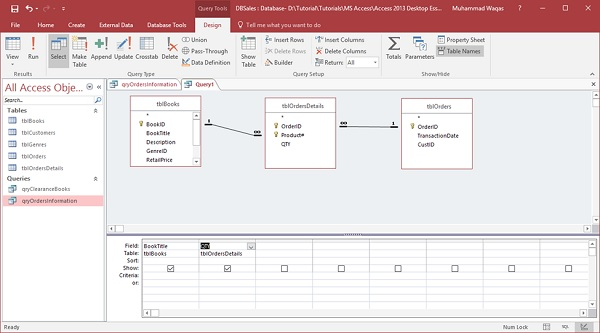 Query Tools
DBSales : Database- D:\Tutorial\Tutorials\MS Access\Access 2013 Desktop Ess...
Muhammad Waqas
File Home Create External Data Database Tools Design Tell me what you want to do
View Run Select Make Table Append Update Crosstab Delete
Union
Pass-Through
Data Definition
Show Table
Insert Rows
Delete Rows
Builder
Insert Columns
Delete Columns
Return: All
Totals Parameters
Property Sheet
Table Names
Results Query Type Query Setup Show/Hide
All Access Obje...
Search...
Tables
tblBooks
tblCustomers
tblGenres
tblOrders
tblOrdersDetails
Queries
qryClearanceBooks
qryOrdersInformation
qryOrdersInformation Query1
tblBooks
*
BookID
BookTitle
Description
GenreID
RetailPrice
1 ∞
tblOrdersDetails
*
OrderID
Product#
QTY
∞ 1
tblOrders
*
OrderID
TransactionDate
CustID
Field: BookTitle QTY
Table: tblBooks tblOrdersDetails
Sort:
Show:
Criteria:
or:
Ready Num Lock SQL